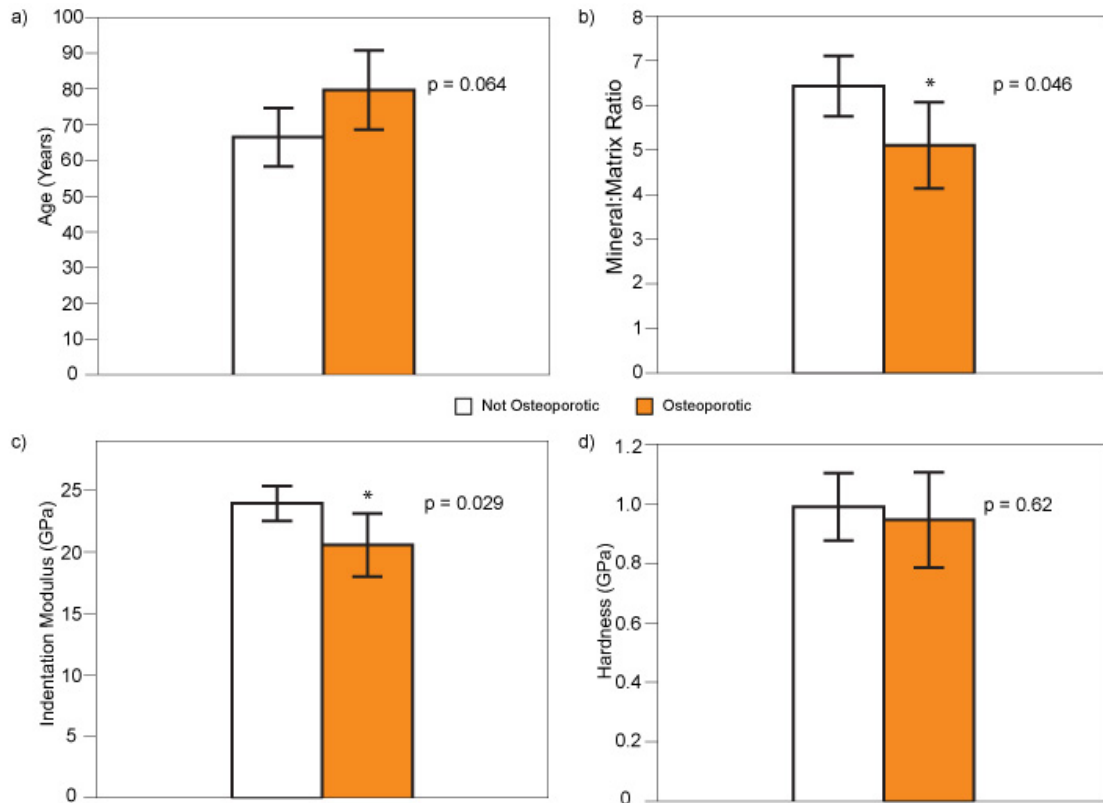 a)
100
90
80
70
60
50
40
30
20
10
0
Age (Years)
p = 0.064
b)
8
7
6
5
4
3
2
1
0
Mineral:Matrix Ratio
*
p = 0.046
Not Osteoporotic
Osteoporotic
c)
25
20
15
10
5
0
Indentation Modulus (GPa)
*
p = 0.029
d)
1.2
1.0
0.8
0.6
0.4
0.2
0
Hardness (GPa)
p = 0.62